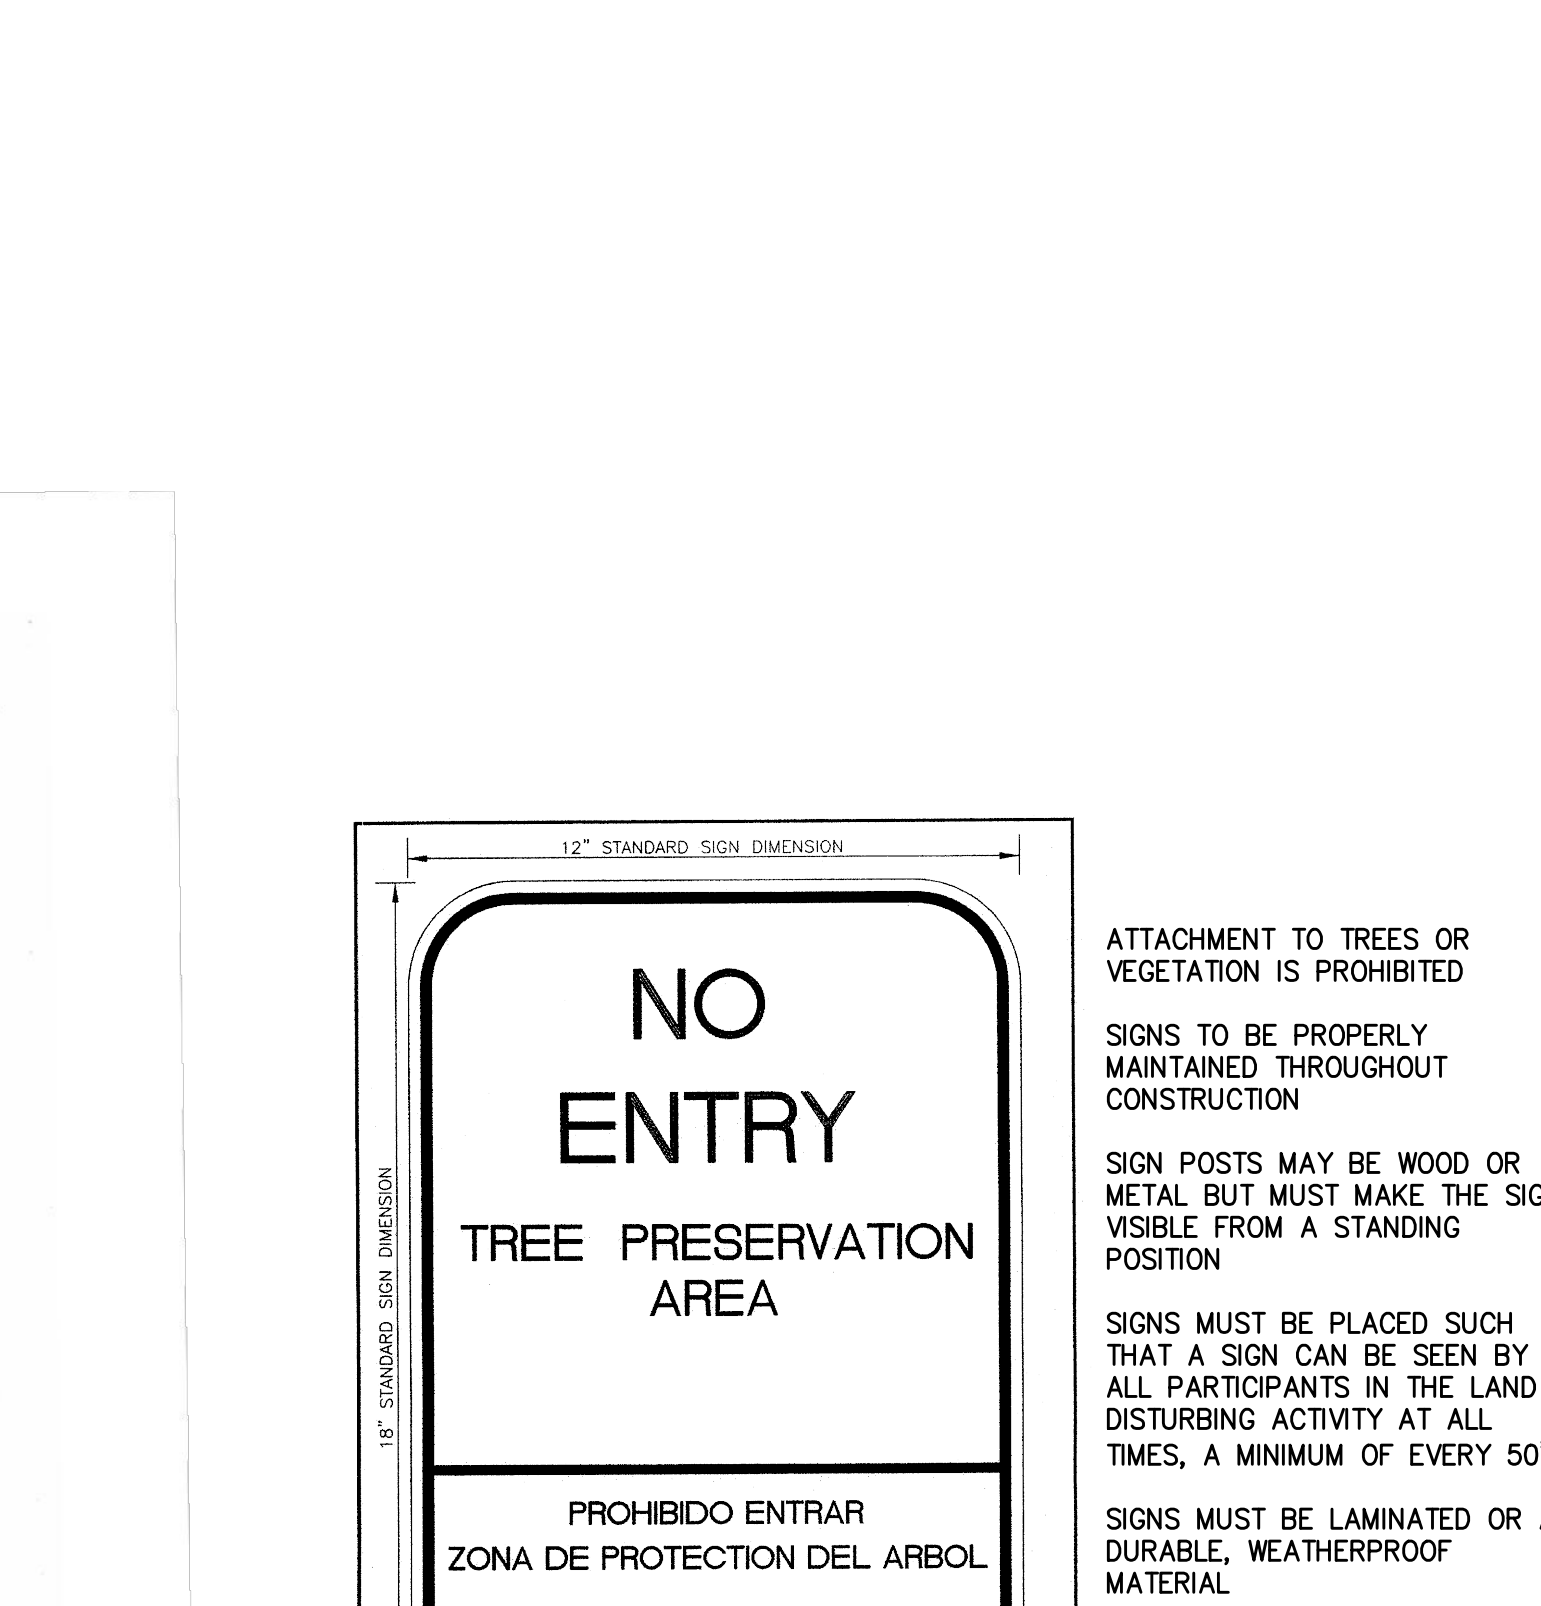 12" STANDARD SIGN DIMENSION
18" STANDARD SIGN DIMENSION
NO
ENTRY
TREE PRESERVATION
AREA
PROHIBIDO ENTRAR
ZONA DE PROTECTION DEL ARBOL
ATTACHMENT TO TREES OR
VEGETATION IS PROHIBITED
SIGNS TO BE PROPERLY
MAINTAINED THROUGHOUT
CONSTRUCTION
SIGN POSTS MAY BE WOOD OR
METAL BUT MUST MAKE THE
VISIBLE FROM A STANDING
POSITION
SIGNS MUST BE PLACED SUCH
THAT A SIGN CAN BE SEEN BY
ALL PARTICIPANTS IN THE LAND
DISTURBING ACTIVITY AT ALL
TIMES, A MINIMUM OF EVERY 50'
SIGNS MUST BE LAMINATED OR
DURABLE, WEATHERPROOF
MATERIAL